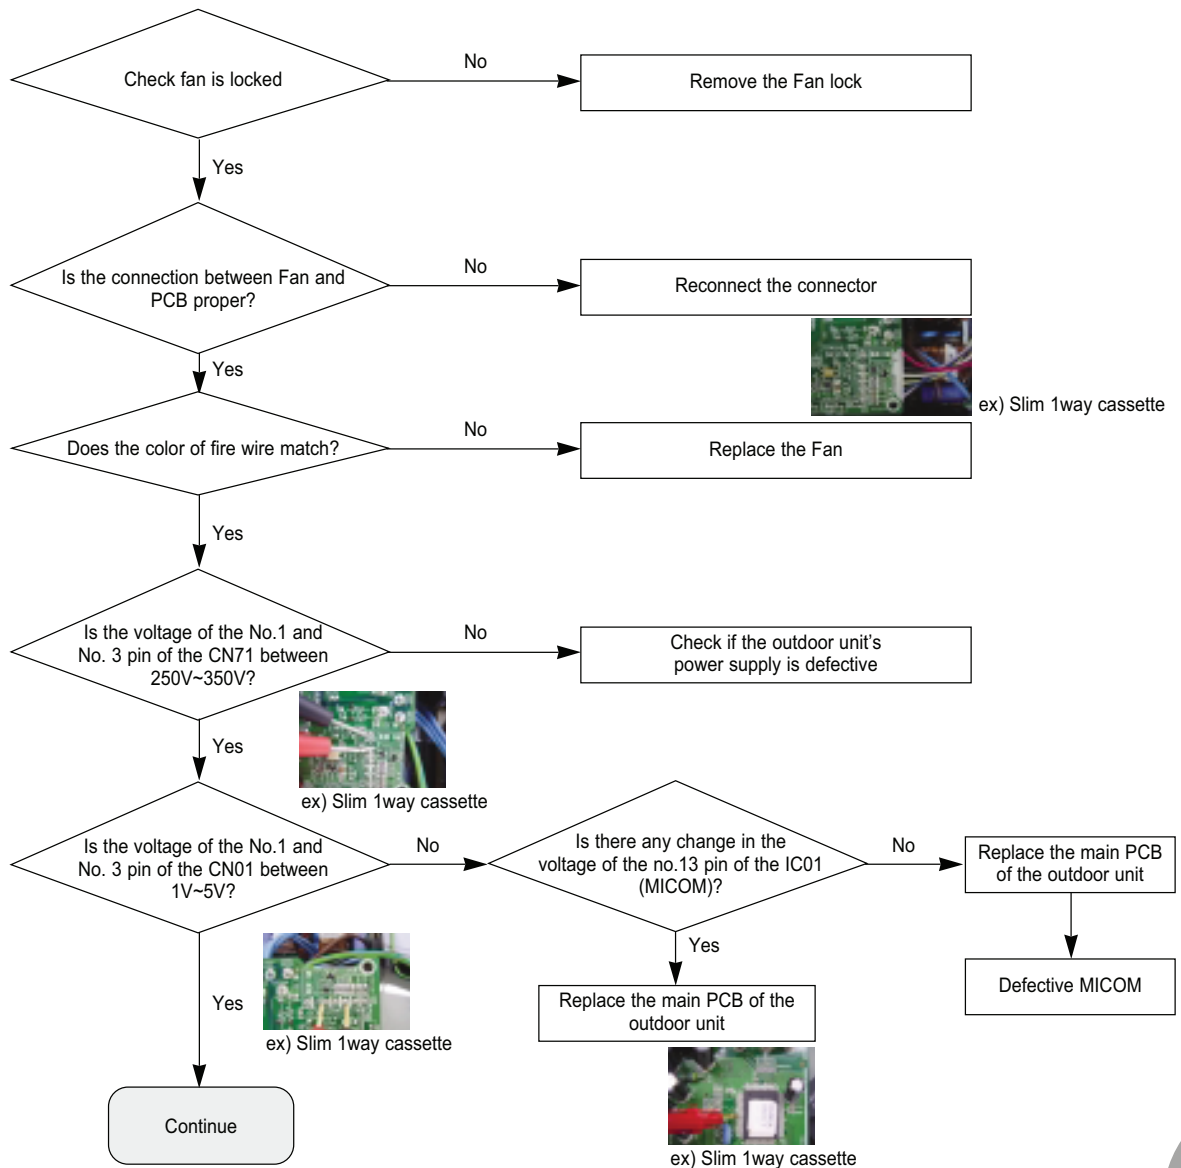 Check fan is locked
No
Remove the Fan lock
Yes
Is the connection between Fan and
PCB proper?
No
Reconnect the connector
ex) Slim 1way cassette
Yes
Does the color of fire wire match?
No
Replace the Fan
Yes
Is the voltage of the No.1 and
No. 3 pin of the CN71 between
250V~350V?
No
Check if the outdoor unit's
power supply is defective
ex) Slim 1way cassette
Yes
Is the voltage of the No.1 and
No. 3 pin of the CN01 between
1V~5V?
No
Is there any change in the
voltage of the no.13 pin of the IC01
(MICOM)?
No
Replace the main PCB
of the outdoor unit
Defective MICOM
Yes
Replace the main PCB of the
outdoor unit
ex) Slim 1way cassette
Yes
ex) Slim 1way cassette
Continue